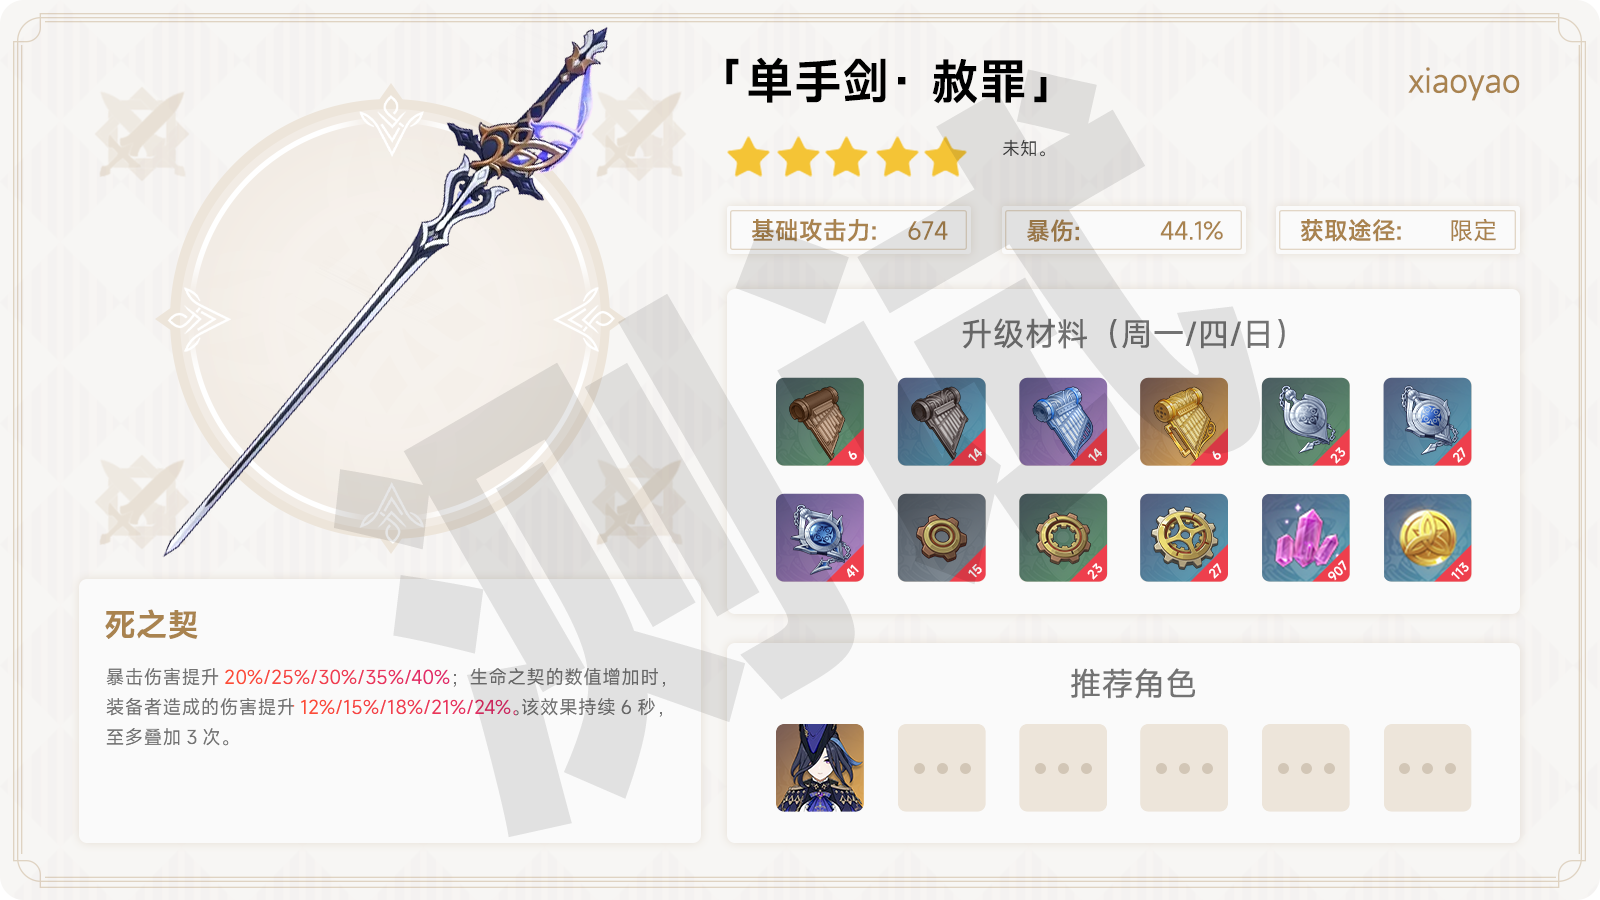 「单手剑· 赦罪」
xiaoyao
未知。
基础攻击力: 674
暴伤: 44.1%
获取途径: 限定
升级材料（周一/四/日）
6
14
14
6
23
27
41
15
23
27
907
113
死之契
暴击伤害提升 20%/25%/30%/35%/40%；生命之契的数值增加时，
装备者造成的伤害提升 12%/15%/18%/21%/24%。该效果持续 6 秒，
至多叠加 3 次。
推荐角色
测试